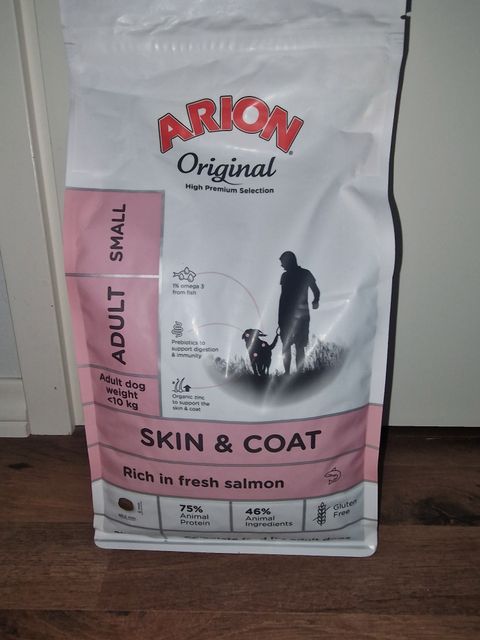 ARION®
Original
High Premium Selection
SMALL
ADULT
Adult dog
weight
<10 kg
1% omega 3
from fish
Prebiotics to
support digestion
& immunity
Organic zinc
to support the
skin & coat
SKIN & COAT
Rich in fresh salmon
75%
Animal
Protein
46%
Animal
Ingredients
Gluten
Free